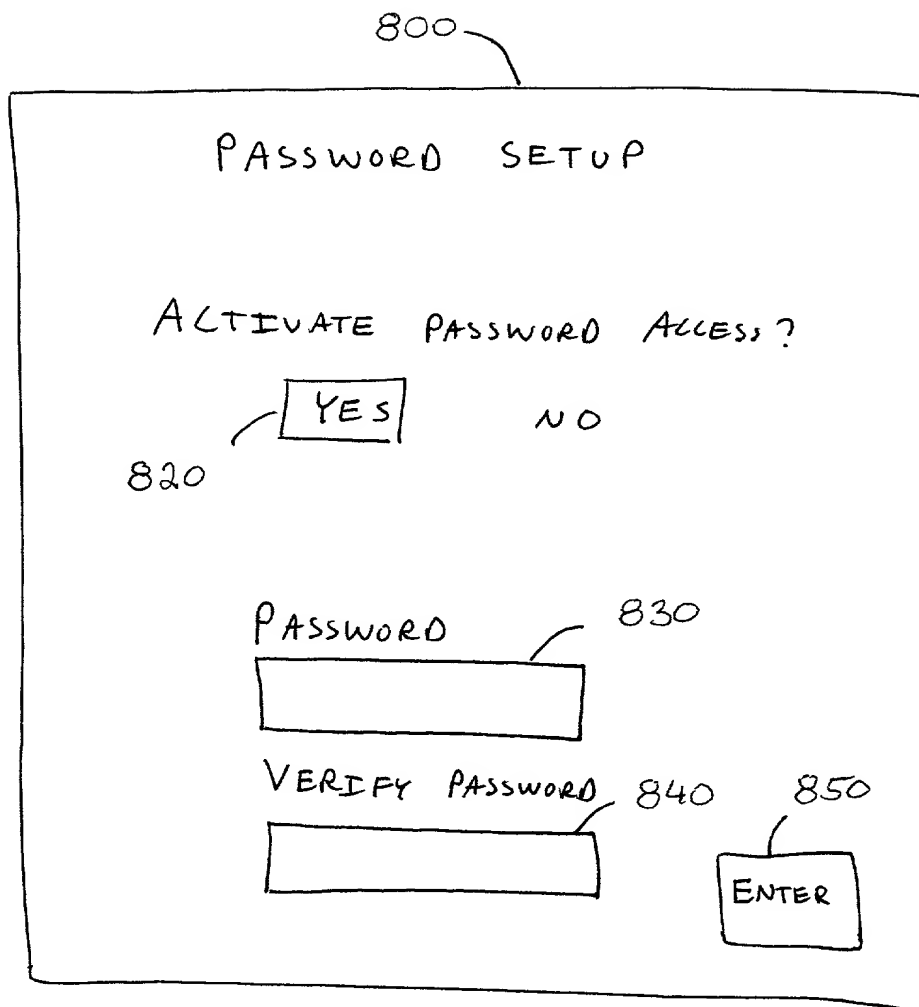 800
PASSWORD SETUP
ACTIVATE PASSWORD ACCESS?
YES NO
820
PASSWORD 830
VERIFY PASSWORD 840 850
ENTER